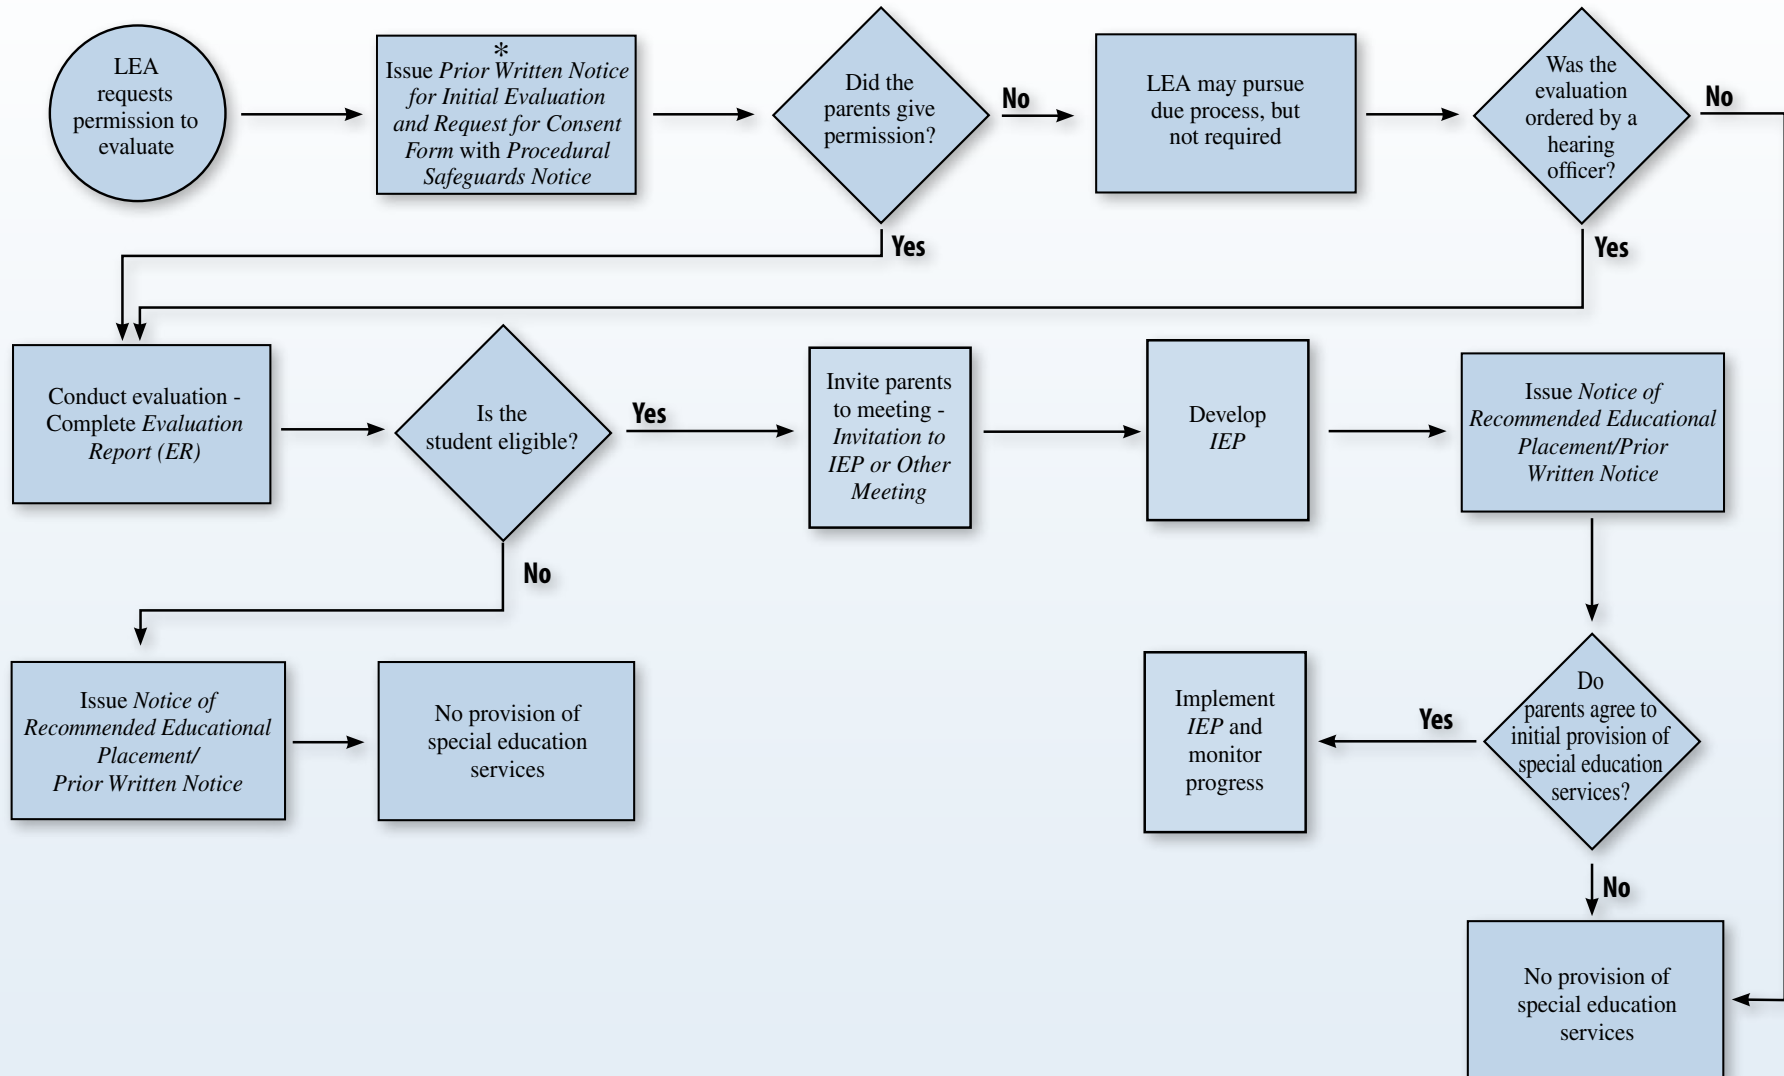 LEA
requests
permission to
evaluate
*
Issue Prior Written Notice
for Initial Evaluation
and Request for Consent
Form with Procedural
Safeguards Notice
Did the
parents give
permission?
No
LEA may pursue
due process, but
not required
Was the
evaluation
ordered by a
hearing
officer?
No
Yes
Yes
Conduct evaluation -
Complete Evaluation
Report (ER)
Is the
student eligible?
Yes
Invite parents
to meeting -
Invitation to
IEP or Other
Meeting
Develop
IEP
Issue Notice of
Recommended Educational
Placement/Prior
Written Notice
No
Issue Notice of
Recommended Educational
Placement/
Prior Written Notice
No provision of
special education
services
Implement
IEP and
monitor
progress
Yes
Do
parents agree to
initial provision of
special education
services?
No
No provision of
special education
services